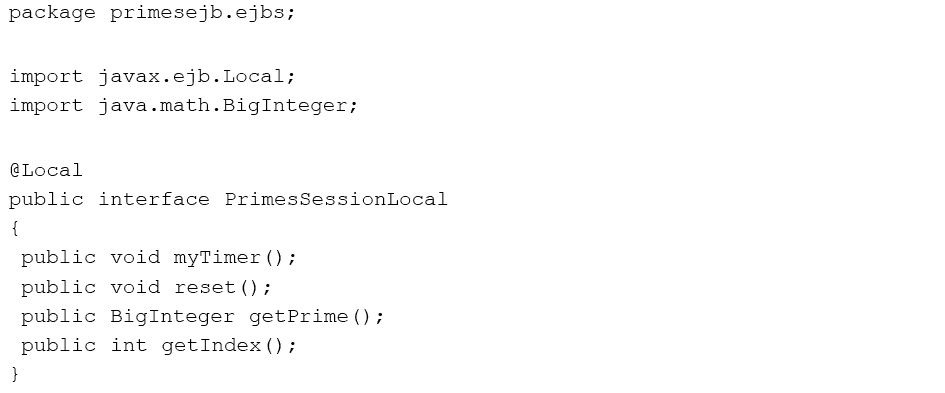 package primesejb.ejbs;
import javax.ejb.Local;
import java.math.BigInteger;
@Local
public interface PrimesSessionLocal
{
public void myTimer();
public void reset();
public BigInteger getPrime();
public int getIndex();
}